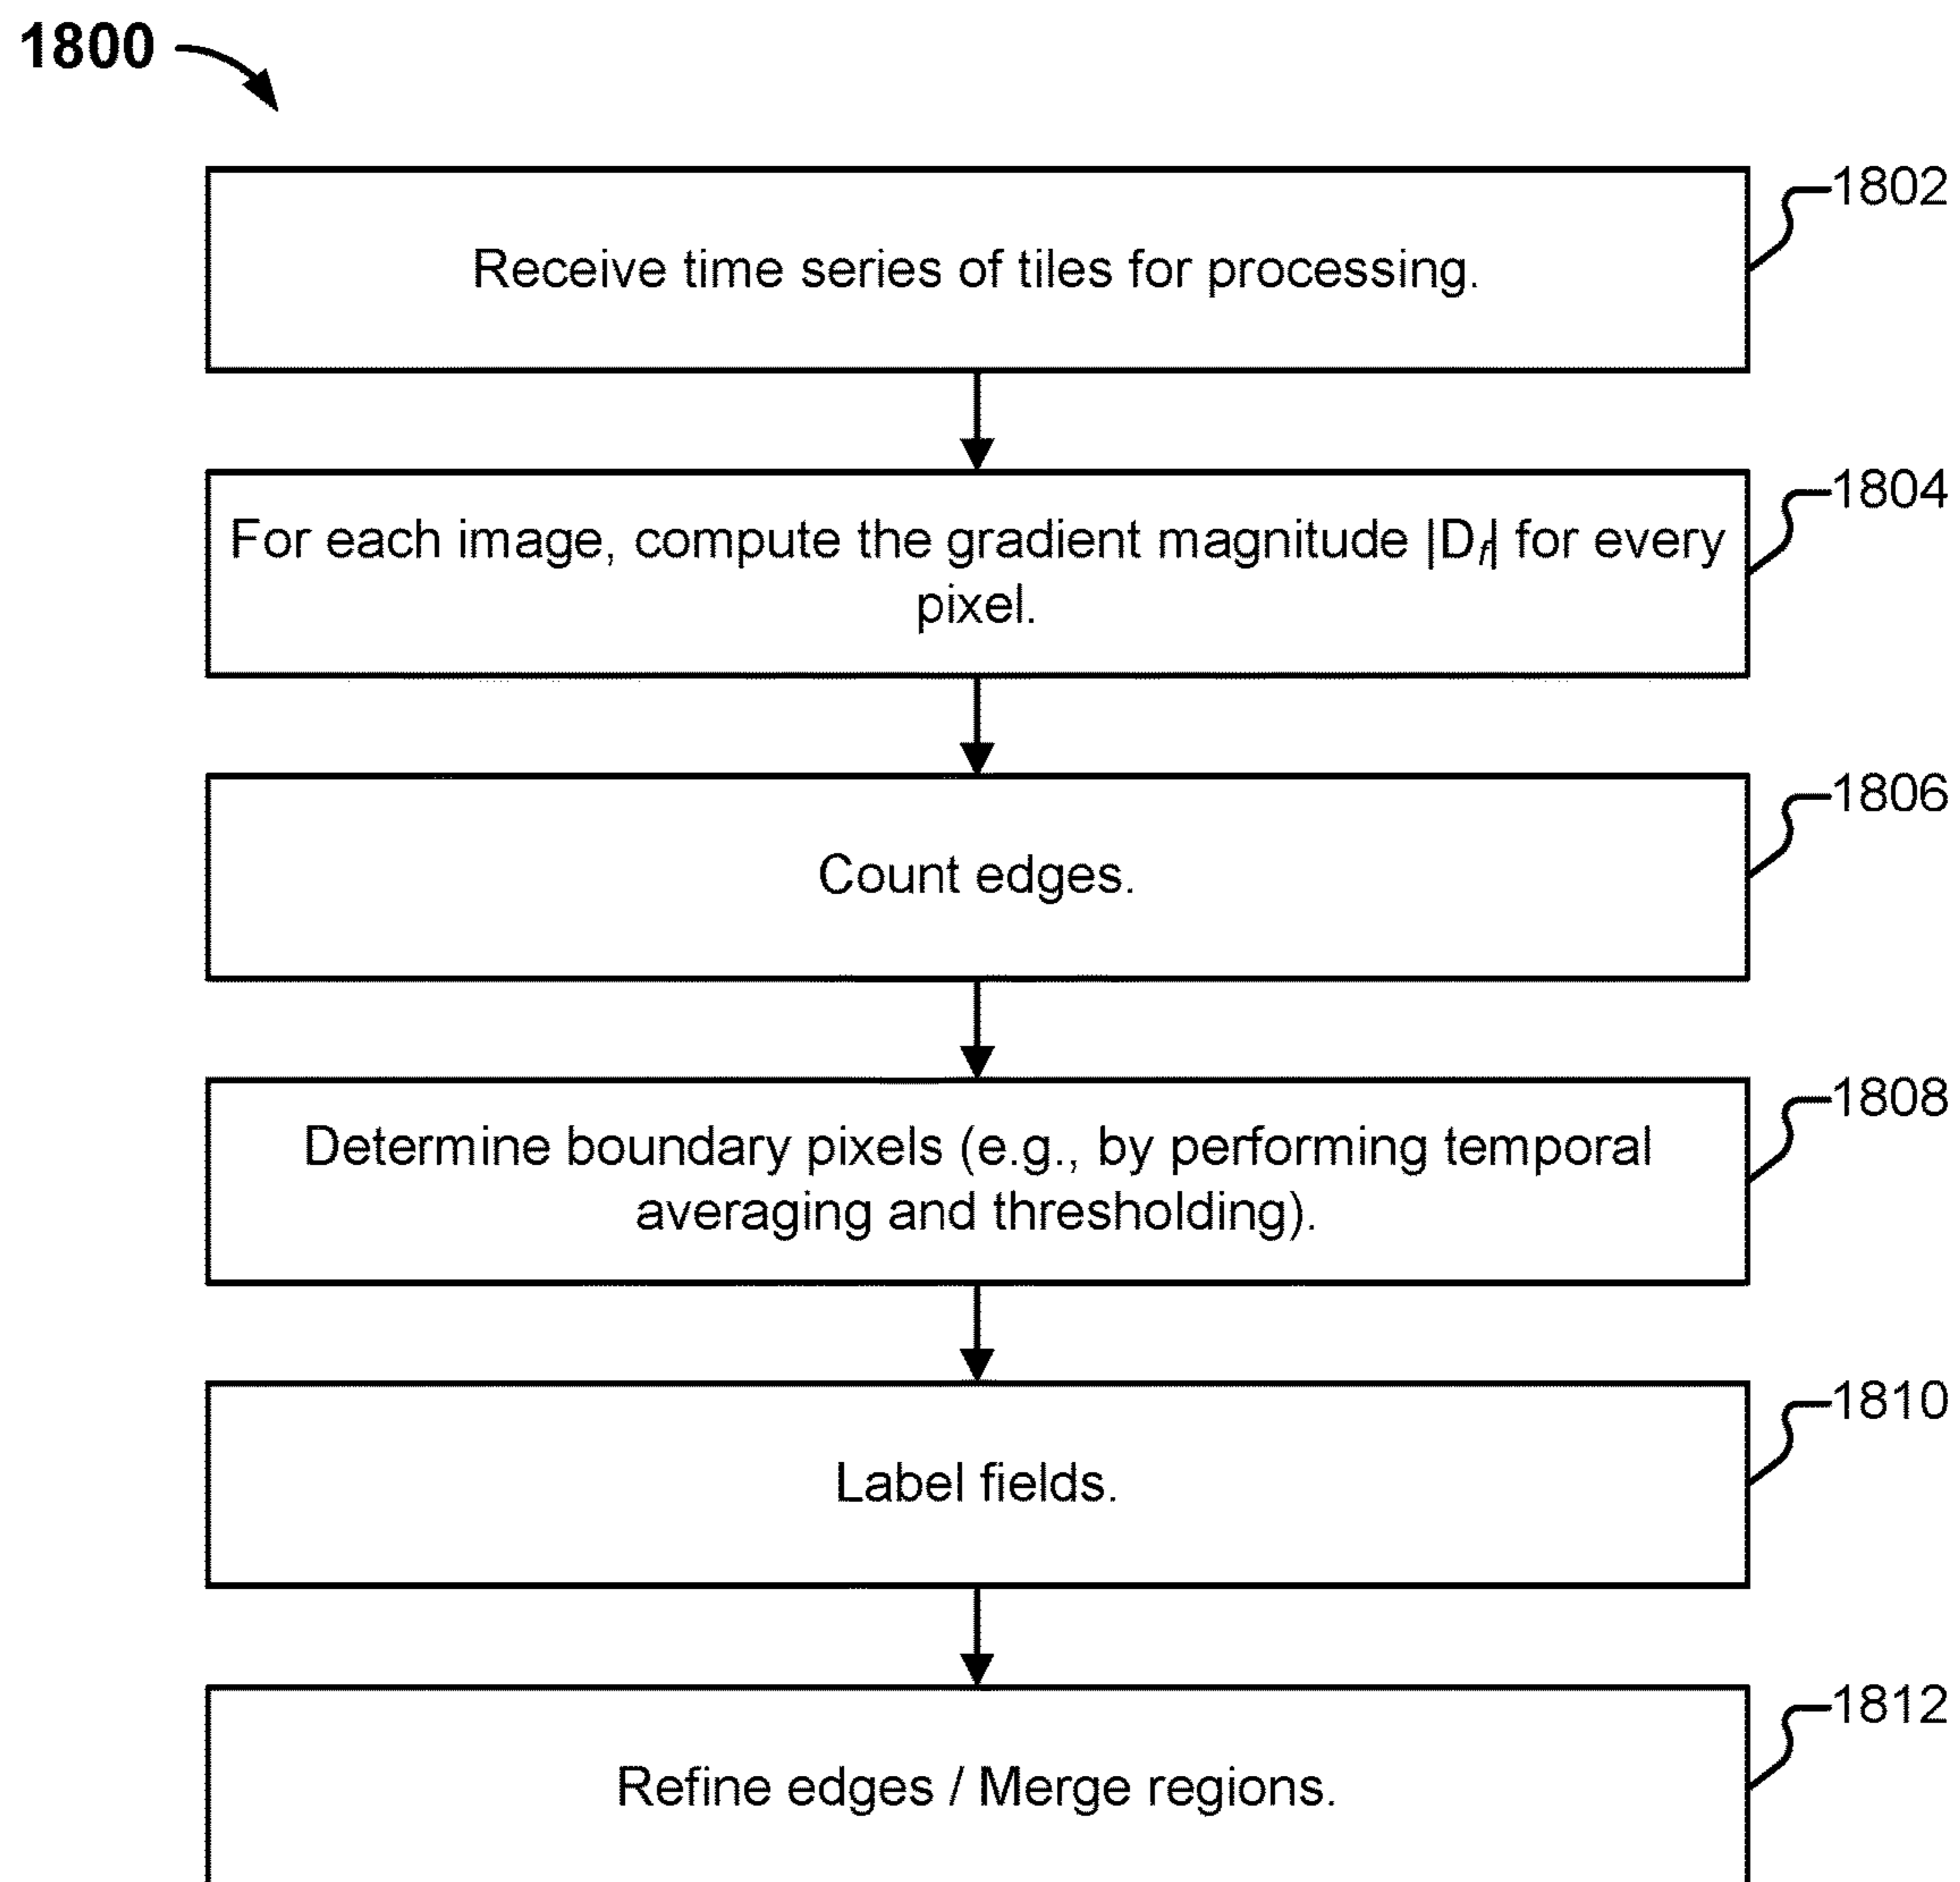 1800
1802
Receive time series of tiles for processing.
1804
For each image, compute the gradient magnitude |D𝑓| for every
pixel.
1806
Count edges.
1808
Determine boundary pixels (e.g., by performing temporal
averaging and thresholding).
1810
Label fields.
1812
Refine edges / Merge regions.